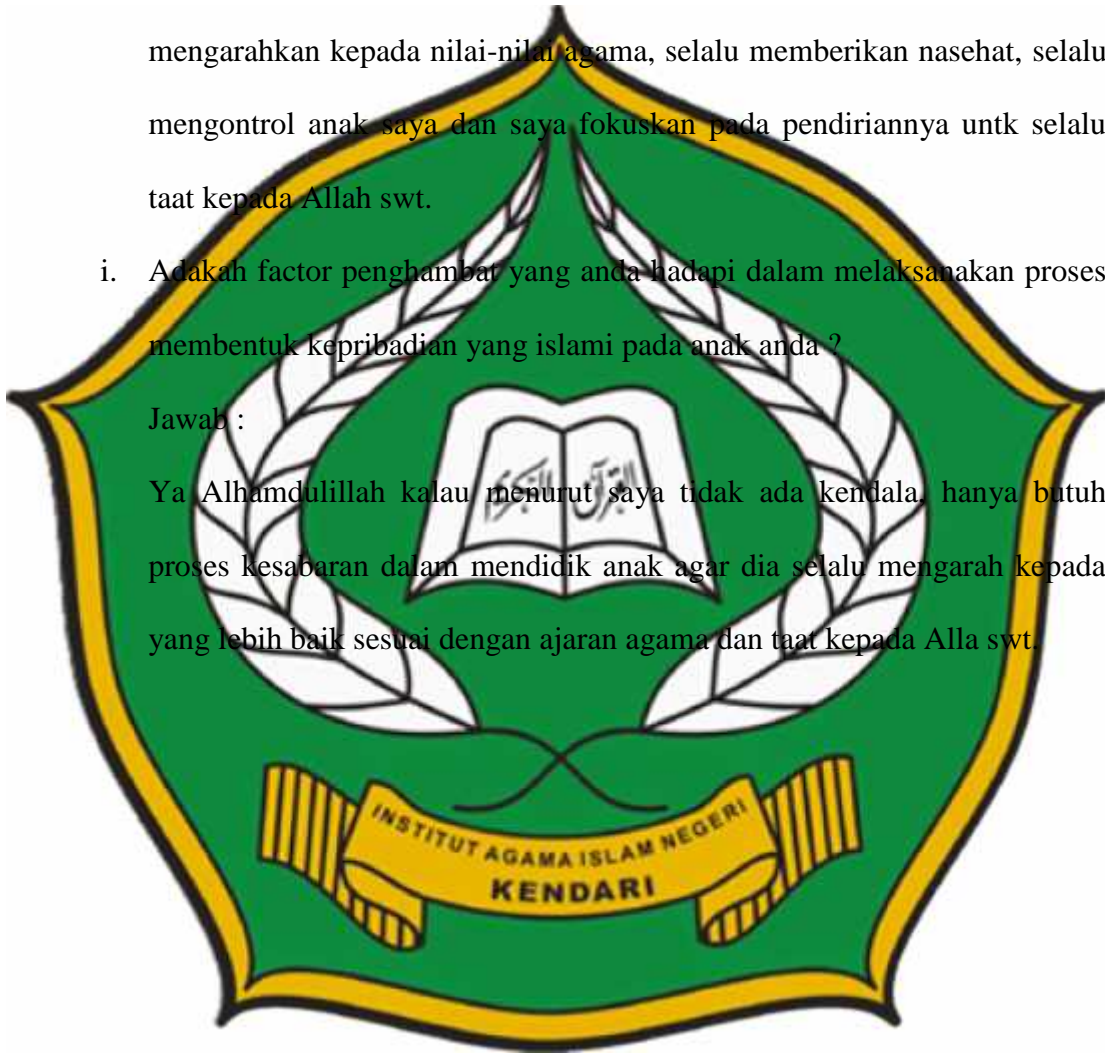 mengarahkan kepada nilai-nilai agama, selalu memberikan nasehat, selalu
mengontrol anak saya dan saya fokuskan pada pendiriannya untk selalu
taat kepada Allah swt.
i. Adakah factor penghambat yang anda hadapi dalam melaksanakan proses
membentuk kepribadian yang islami pada anak anda ?
Jawab :
Ya Alhamdulillah kalau menurut saya tidak ada kendala, hanya butuh
proses kesabaran dalam mendidik anak agar dia selalu mengarah kepada
yang lebih baik sesuai dengan ajaran agama dan taat kepada Alla swt.
القرآن الكريم
INSTITUT AGAMA ISLAM NEGERI
KENDARI